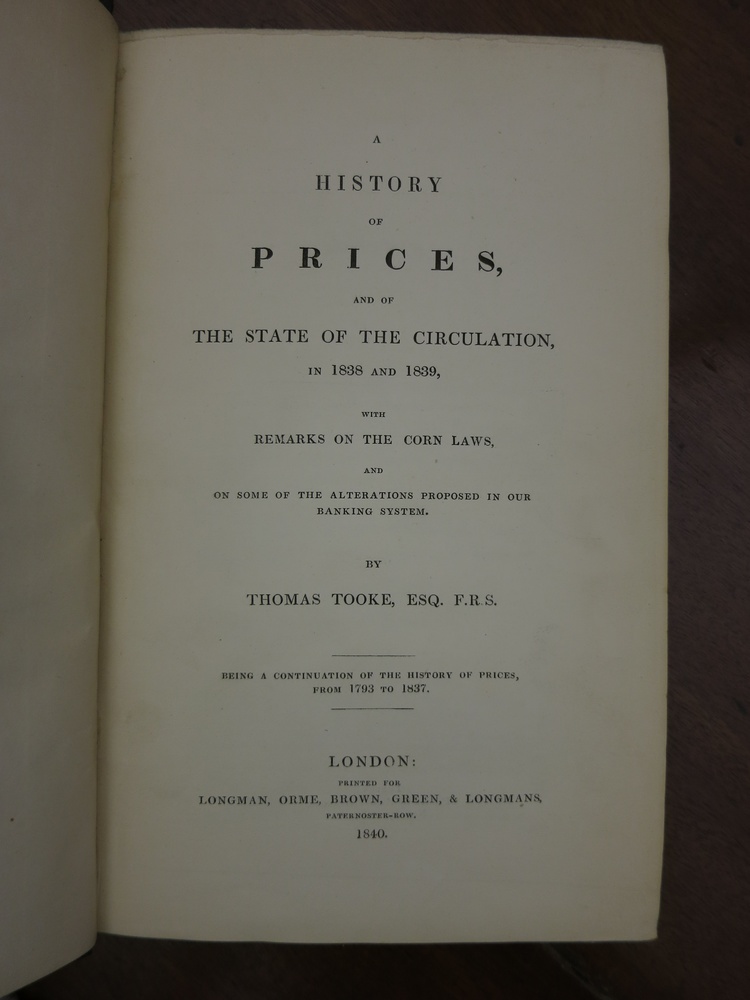 A
HISTORY
OF
PRICES,
AND OF
THE STATE OF THE CIRCULATION,
IN 1838 AND 1839,
WITH
REMARKS ON THE CORN LAWS,
AND
ON SOME OF THE ALTERATIONS PROPOSED IN OUR
BANKING SYSTEM.
BY
THOMAS TOOKE, ESQ. F.R.S.
BEING A CONTINUATION OF THE HISTORY OF PRICES,
FROM 1793 TO 1837.
LONDON:
PRINTED FOR
LONGMAN, ORME, BROWN, GREEN, & LONGMANS,
PATERNOSTER-ROW.
1840.